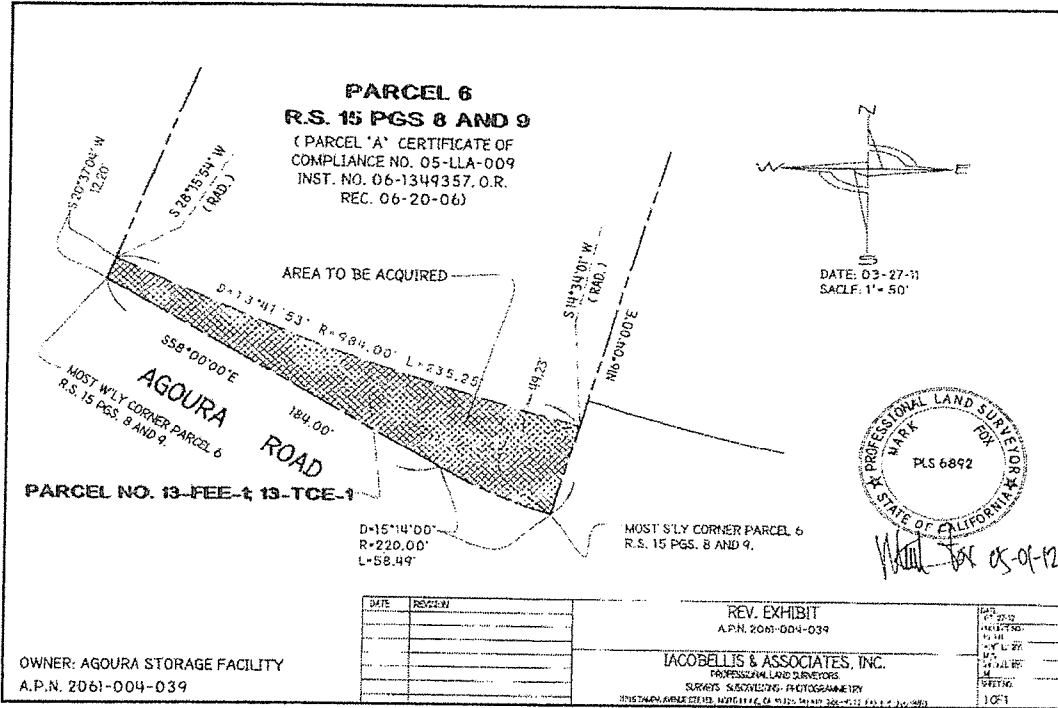 PARCEL 6
R.S. 15 PGS 8 AND 9
( PARCEL "A" CERTIFICATE OF
COMPLIANCE NO. 05-LLA-009
INST. NO. 06-1349357, O.R.
REC. 06-20-06)
N
W
E
S
DATE: 03-27-11
SACLE: 1"= 50'
S 20°37'04" W
12.20'
S 28°15'54" W
( RAD. )
AREA TO BE ACQUIRED
S 14°34'01" W
( RAD. )
N16°04'00"E
D=13°41'53" R=984.00' L=235.25'
44.23'
S58°00'00"E
184.00'
AGOURA ROAD
MOST W'LY CORNER PARCEL 6
R.S. 15 PGS. 8 AND 9.
PARCEL NO. 13-FEE-1; 13-TCE-1
D=15°14'00"
R=220.00'
L=58.49'
MOST S'LY CORNER PARCEL 6
R.S. 15 PGS. 8 AND 9.
PROFESSIONAL LAND SURVEYOR
MARK FOX
PLS 6892
STATE OF CALIFORNIA
05-01-12
OWNER: AGOURA STORAGE FACILITY
A.P.N. 2061-004-039
DATE REVISION
REV. EXHIBIT
A.P.N. 2061-004-039
IACOBELLIS & ASSOCIATES, INC.
PROFESSIONAL LAND SURVEYORS
SURVEYS SUBDIVISIONS PHOTOGRAMMETRY
DATE:
SHEET NO.
1 OF 1